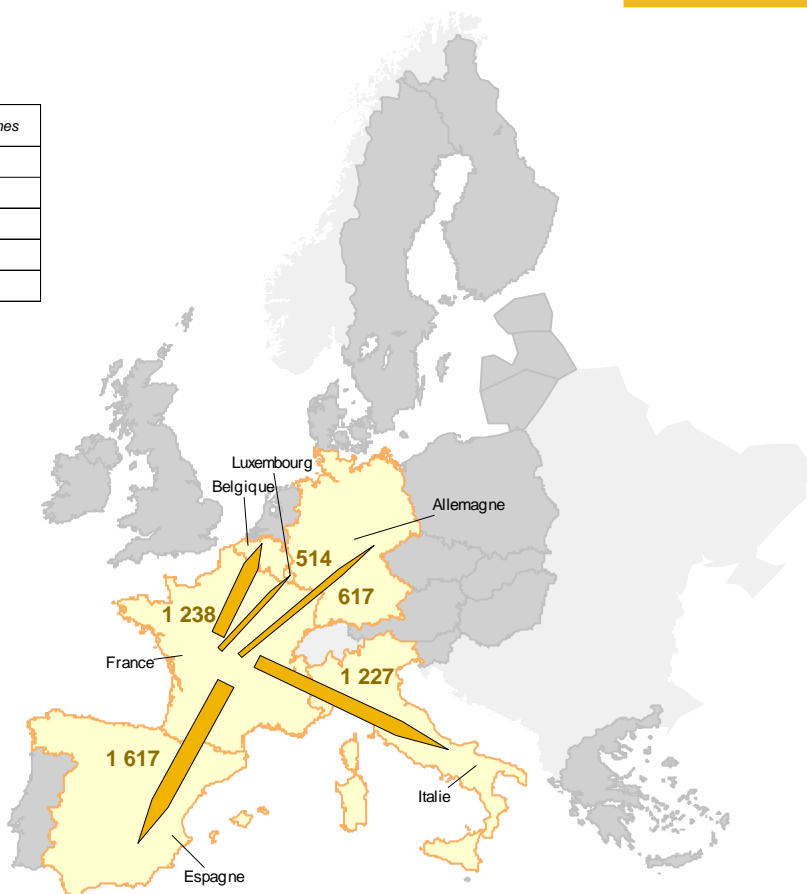 Luxembourg
Belgique
Allemagne
514
617
1 238
France
1 227
1 617
Italie
Espagne